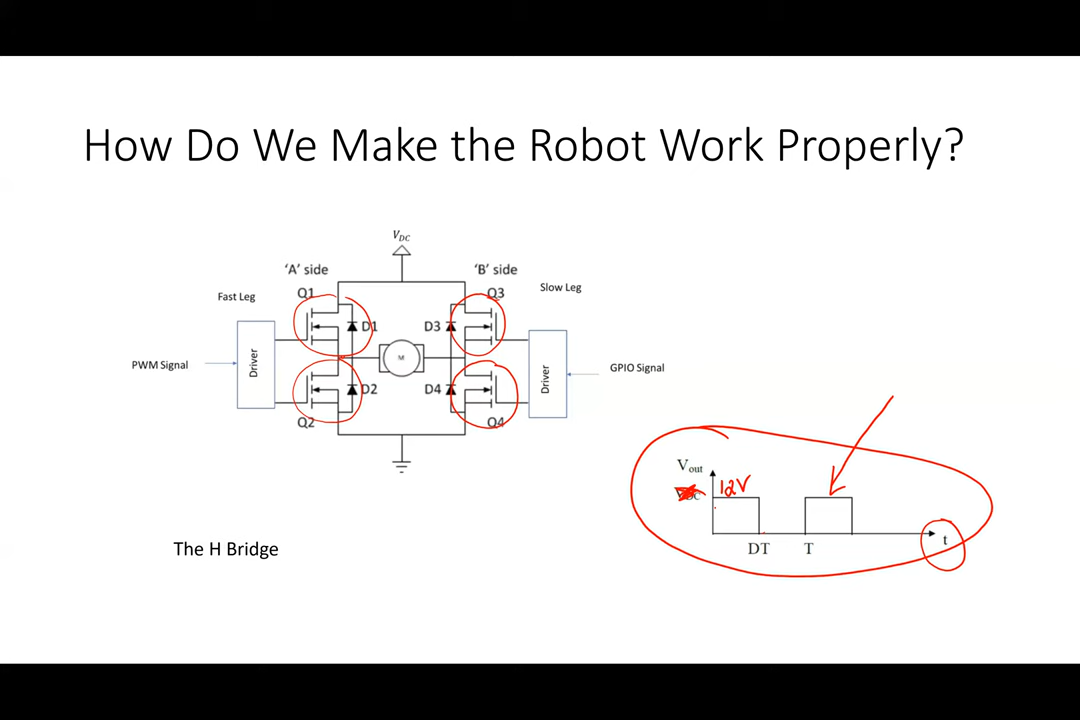 How Do We Make the Robot Work Properly?
V_DC
'A' side
'B' side
Q1
Q3
Fast Leg
Slow Leg
D1
D3
PWM Signal
Driver
M
Driver
GPIO Signal
D2
D4
Q2
Q4
V_out
12V
DT
T
t
The H Bridge